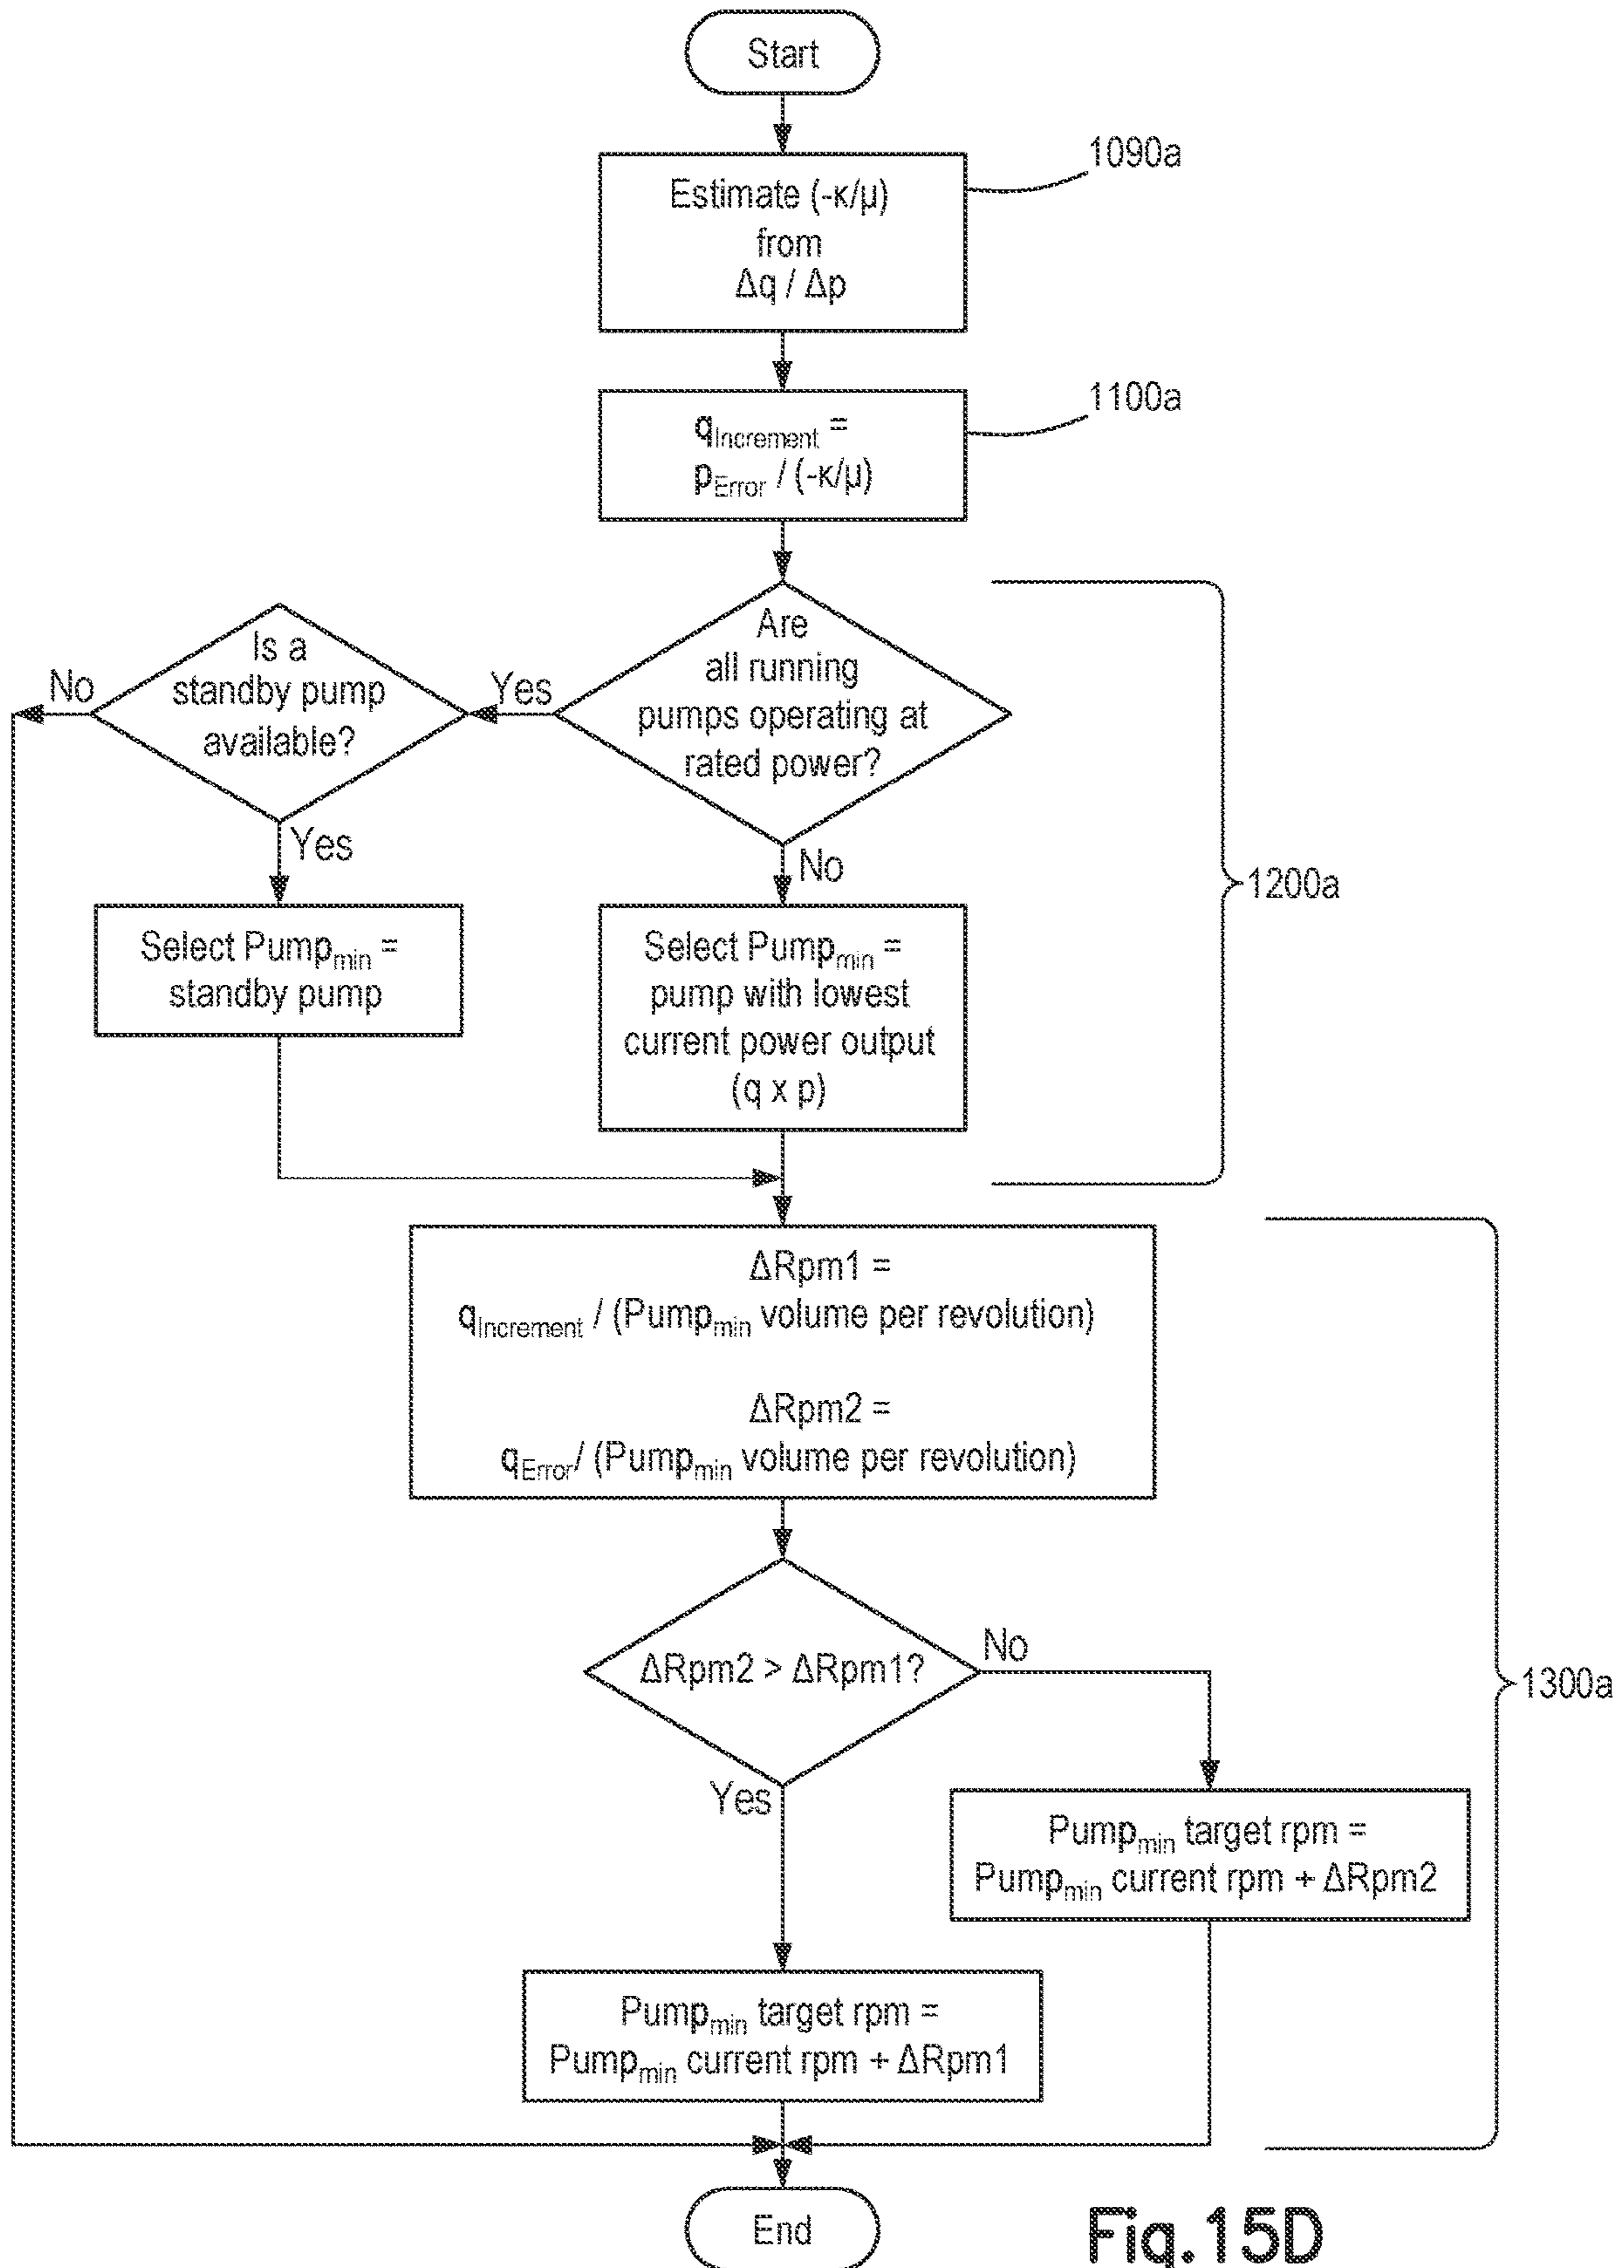 Start
1090a
Estimate (-κ/μ)
from
Δq / Δp
1100a
qIncrement =
pError / (-κ/μ)
Are
all running
pumps operating at
rated power?
Is a
standby pump
available?
No
Yes
Yes
No
1200a
Select Pumpmin =
standby pump
Select Pumpmin =
pump with lowest
current power output
(q x p)
ΔRpm1 =
qIncrement / (Pumpmin volume per revolution)
ΔRpm2 =
qError/ (Pumpmin volume per revolution)
ΔRpm2 > ΔRpm1?
No
Yes
1300a
Pumpmin target rpm =
Pumpmin current rpm + ΔRpm2
Pumpmin target rpm =
Pumpmin current rpm + ΔRpm1
End
Fig.15D